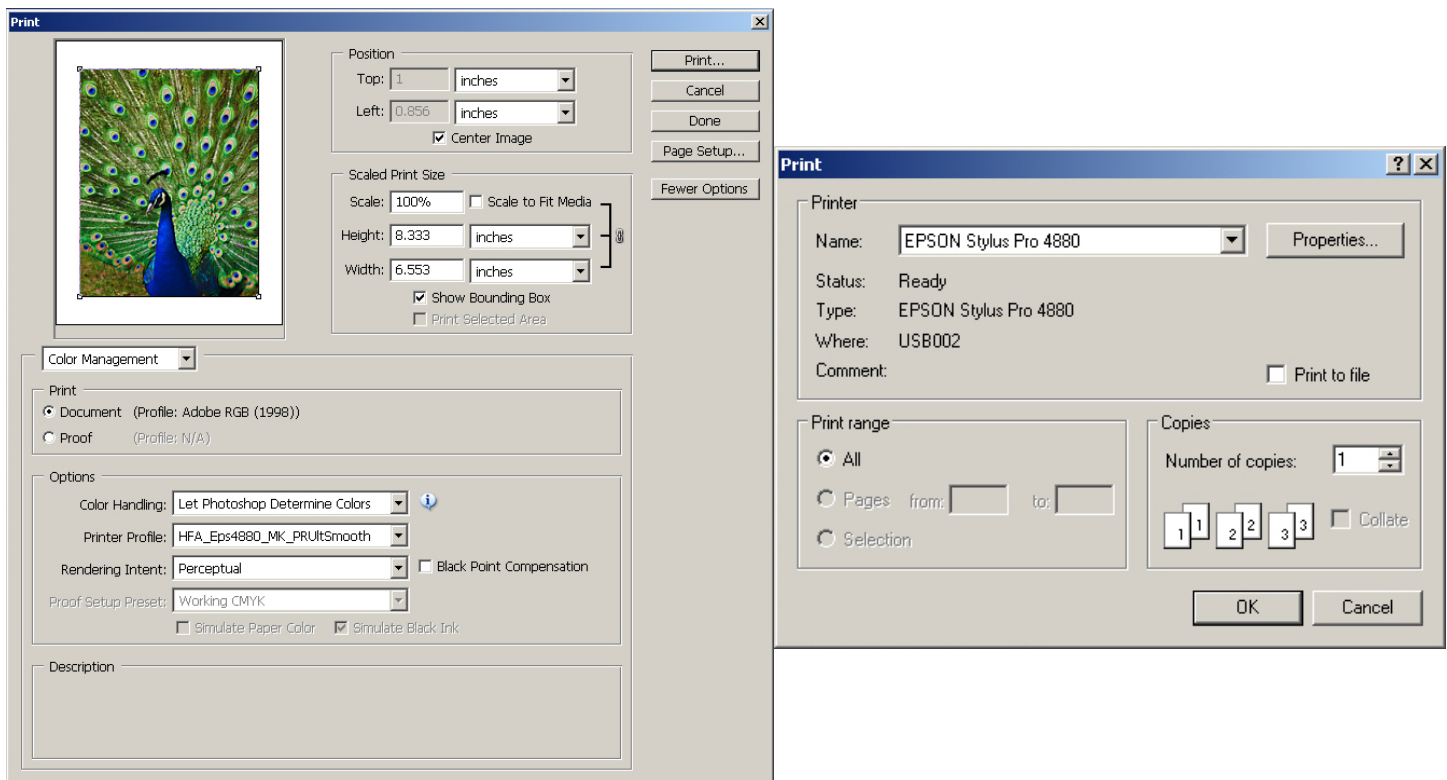 Print
Position
Top: 1 inches
Left: 0.856 inches
Center Image
Print...
Cancel
Done
Page Setup...
Fewer Options
Scaled Print Size
Scale: 100% Scale to Fit Media
Height: 8.333 inches
Width: 6.553 inches
Show Bounding Box
Print Selected Area
Color Management
Print
Document (Profile: Adobe RGB (1998))
Proof (Profile: N/A)
Options
Color Handling: Let Photoshop Determine Colors
Printer Profile: HFA_Eps4880_MK_PRUltSmooth
Rendering Intent: Perceptual Black Point Compensation
Proof Setup Preset: Working CMYK
Simulate Paper Color Simulate Black Ink
Description
Print
Printer
Name: EPSON Stylus Pro 4880 Properties...
Status: Ready
Type: EPSON Stylus Pro 4880
Where: USB002
Comment:
Print to file
Print range
All
Pages from: to:
Selection
Copies
Number of copies: 1
1 1 2 2 3 3 Collate
OK Cancel